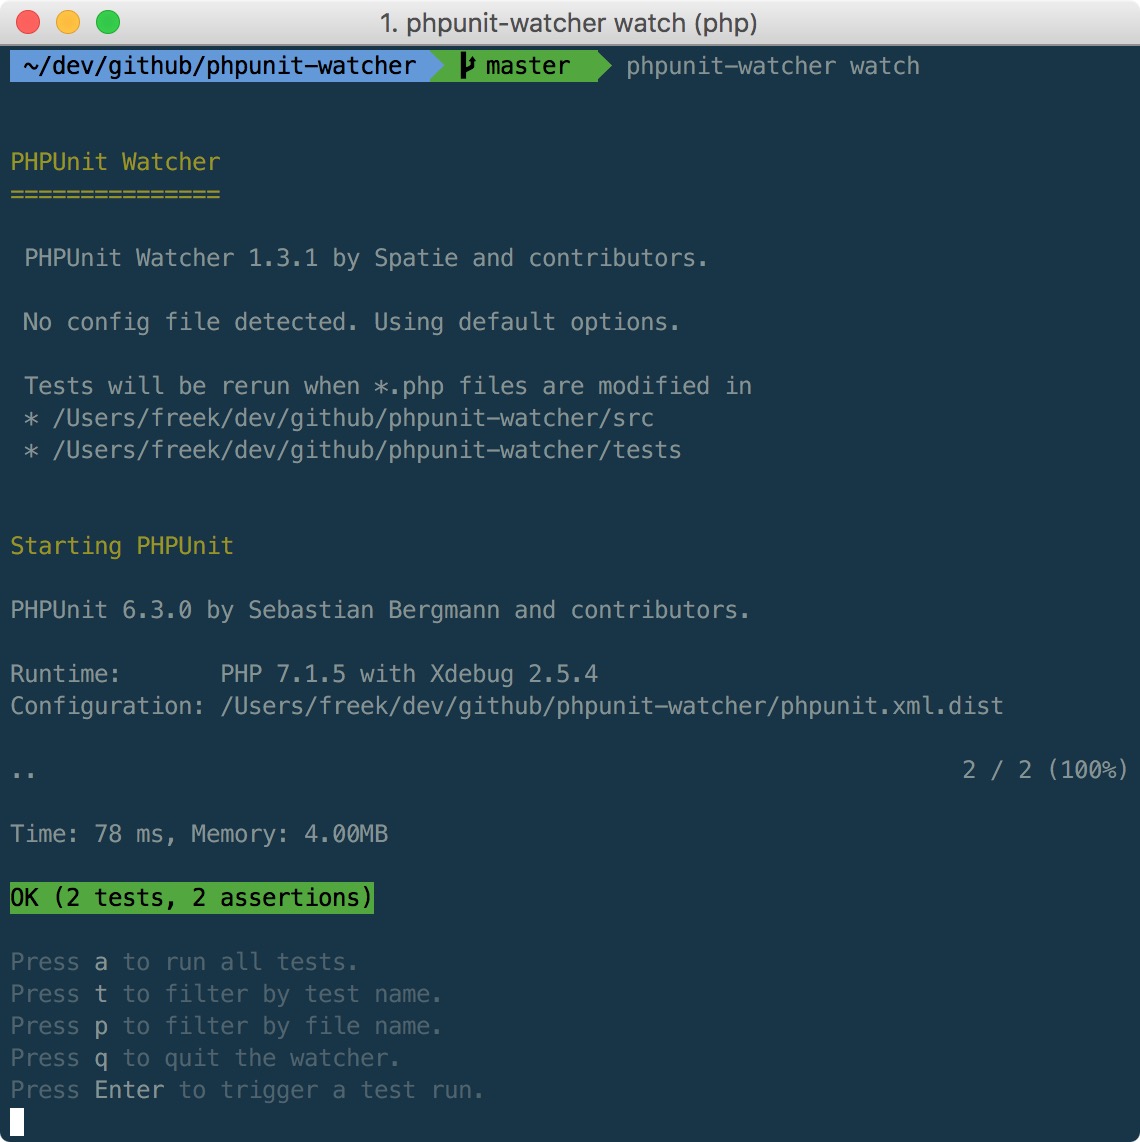 1. phpunit-watcher watch (php)
~/dev/github/phpunit-watcher master phpunit-watcher watch
PHPUnit Watcher
===============
PHPUnit Watcher 1.3.1 by Spatie and contributors.
No config file detected. Using default options.
Tests will be rerun when *.php files are modified in
* /Users/freek/dev/github/phpunit-watcher/src
* /Users/freek/dev/github/phpunit-watcher/tests
Starting PHPUnit
PHPUnit 6.3.0 by Sebastian Bergmann and contributors.
Runtime:       PHP 7.1.5 with Xdebug 2.5.4
Configuration: /Users/freek/dev/github/phpunit-watcher/phpunit.xml.dist
.. 2 / 2 (100%)
Time: 78 ms, Memory: 4.00MB
OK (2 tests, 2 assertions)
Press a to run all tests.
Press t to filter by test name.
Press p to filter by file name.
Press q to quit the watcher.
Press Enter to trigger a test run.